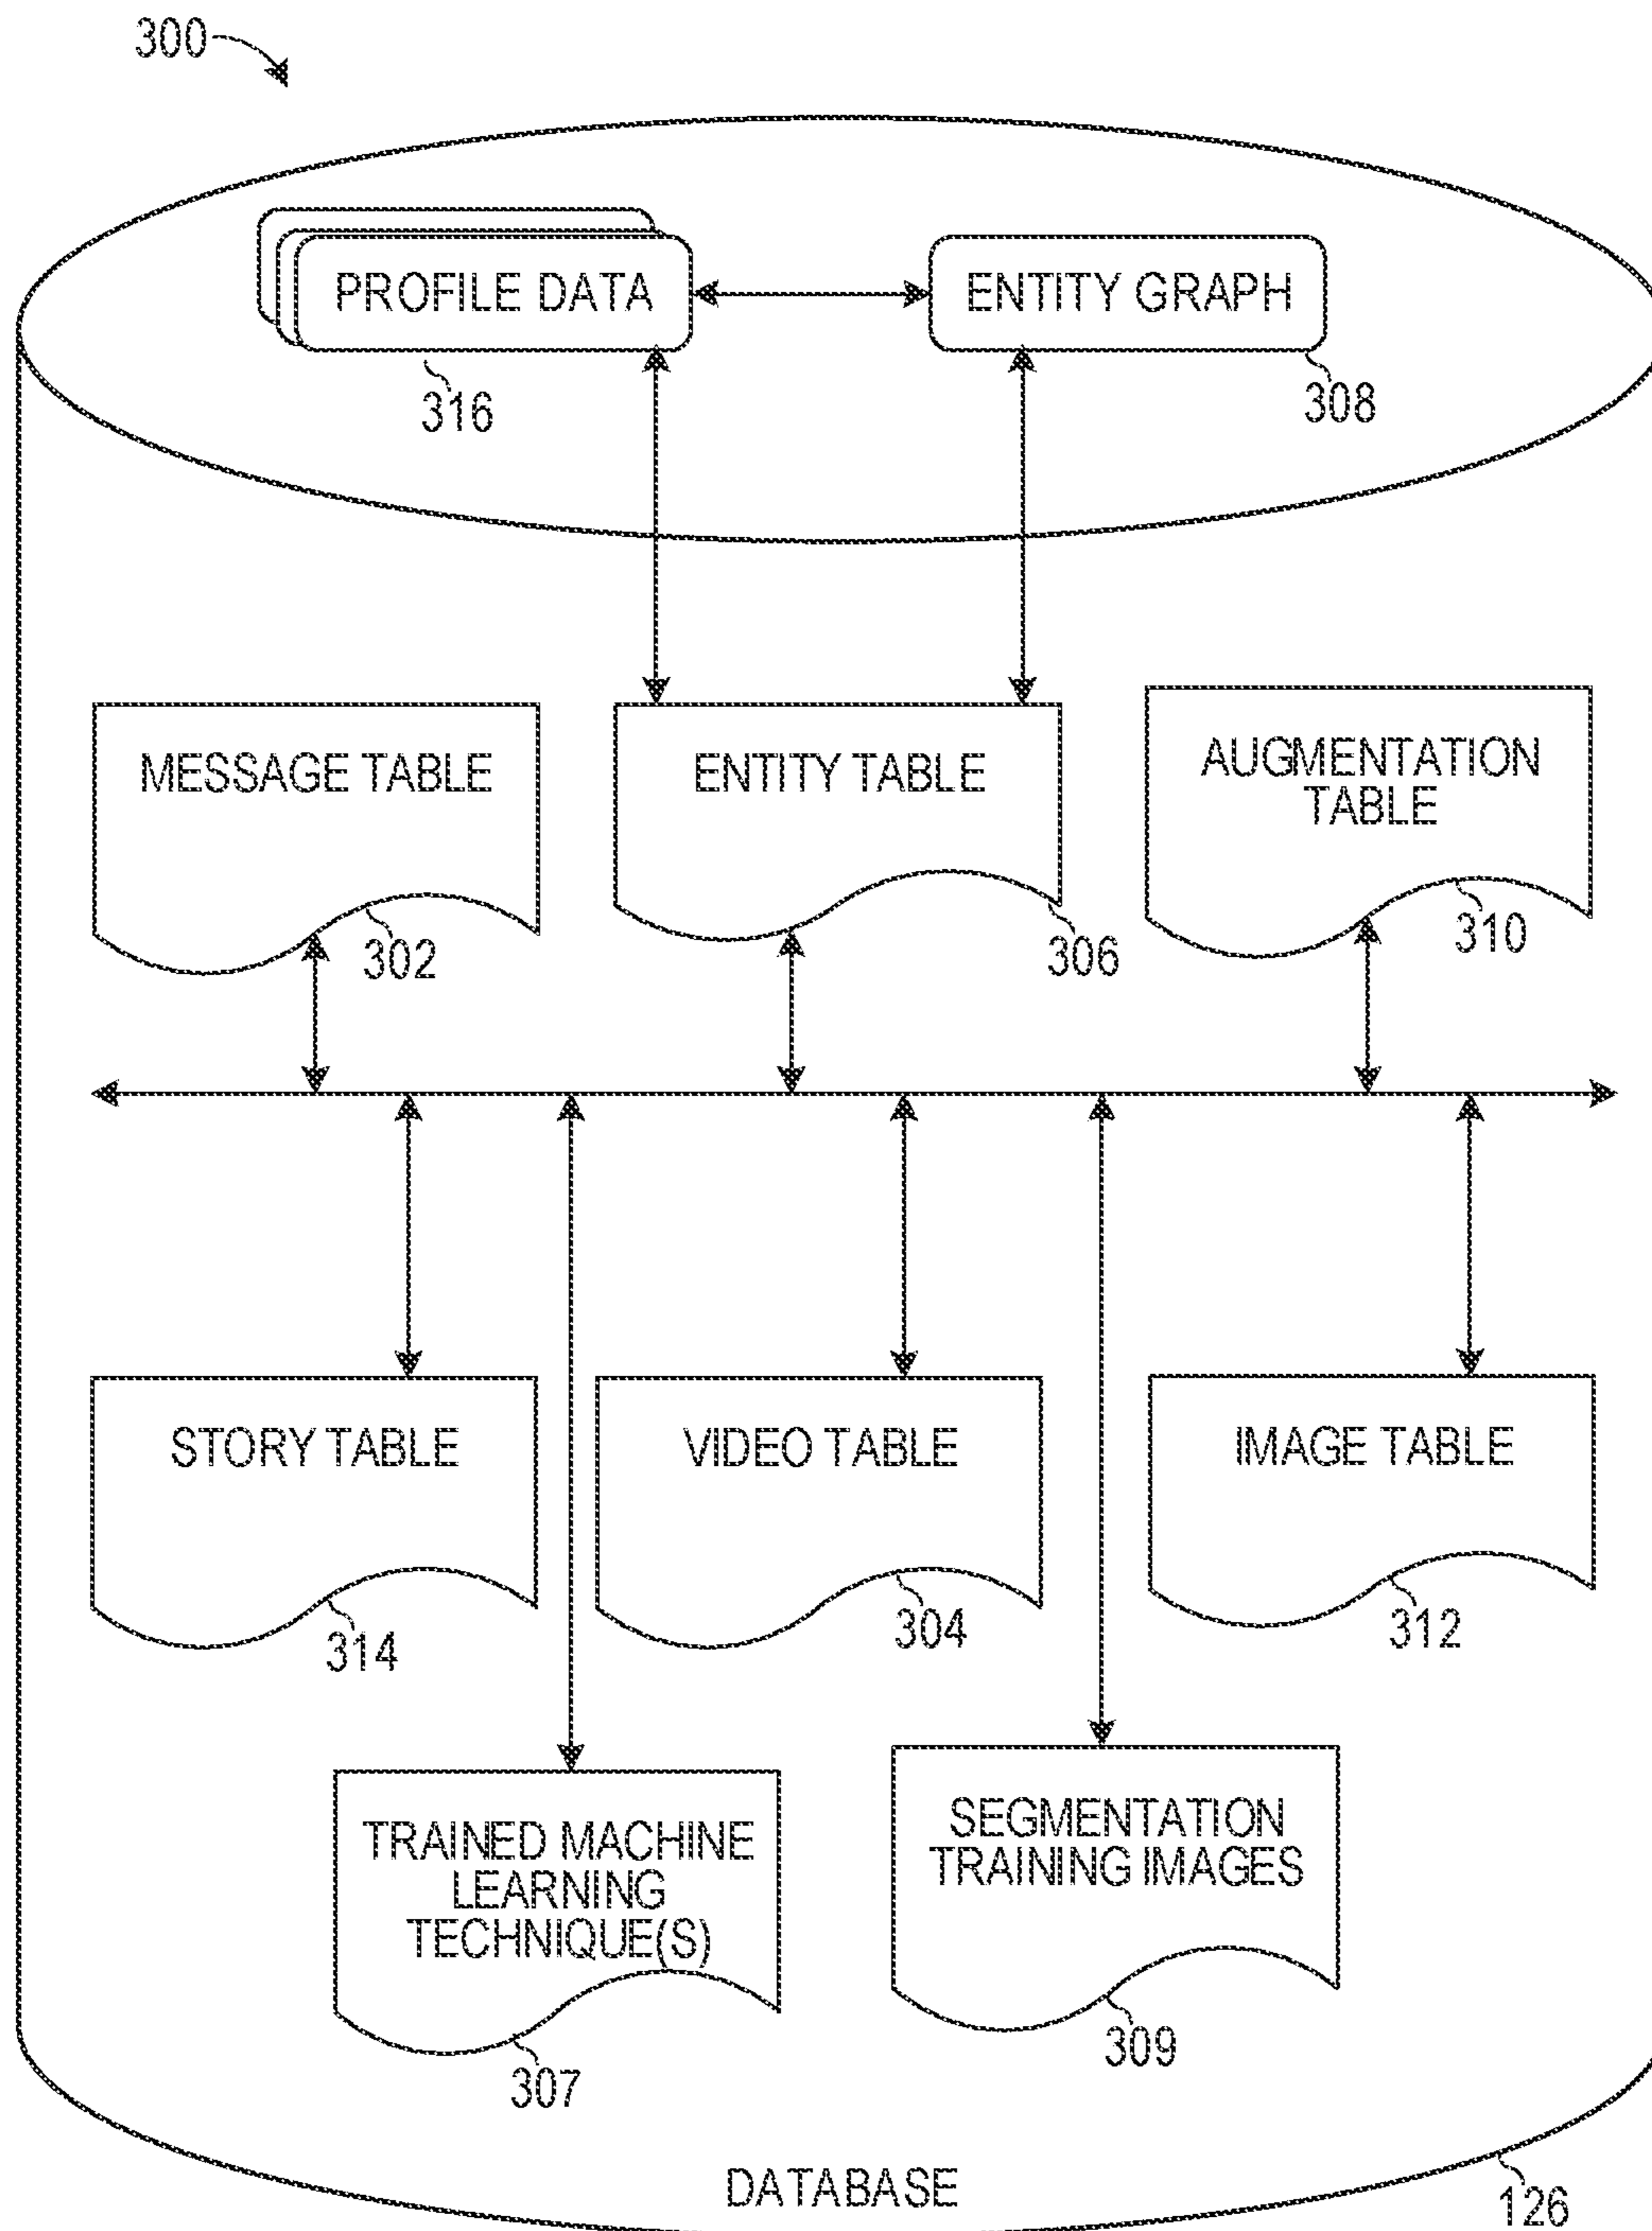 300
PROFILE DATA
ENTITY GRAPH
316
308
MESSAGE TABLE
ENTITY TABLE
AUGMENTATION
TABLE
302
306
310
STORY TABLE
VIDEO TABLE
IMAGE TABLE
314
304
312
TRAINED MACHINE
LEARNING
TECHNIQUE(S)
SEGMENTATION
TRAINING IMAGES
307
309
DATABASE
126